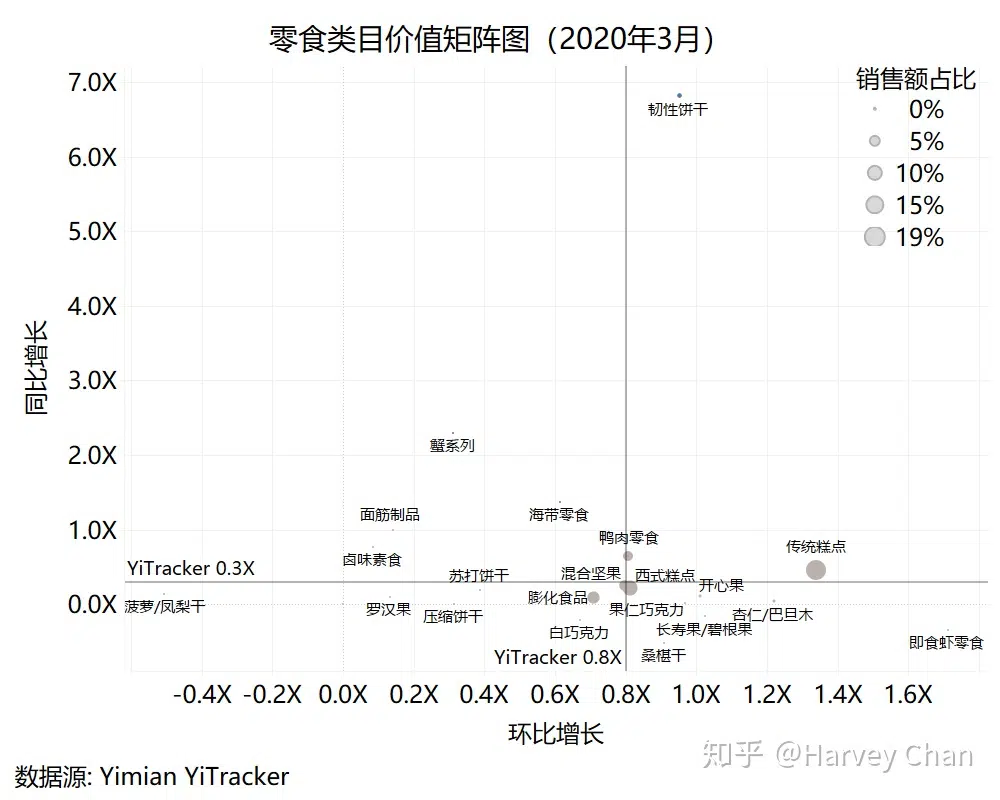 零食类目价值矩阵图（2020年3月）
销售额占比
0%
5%
10%
15%
19%
7.0X
6.0X
5.0X
4.0X
3.0X
2.0X
1.0X
0.0X
同比增长
韧性饼干
蟹系列
面筋制品
海带零食
鸭肉零食
传统糕点
卤味素食
YiTracker 0.3X
苏打饼干
混合坚果
西式糕点
开心果
菠萝/凤梨干
罗汉果
压缩饼干
膨化食品
果仁巧克力
杏仁/巴旦木
白巧克力
长寿果/碧根果
即食虾零食
YiTracker 0.8X
桑椹干
-0.4X -0.2X 0.0X 0.2X 0.4X 0.6X 0.8X 1.0X 1.2X 1.4X 1.6X
环比增长
知乎 @Harvey Chan
数据源: Yimian YiTracker